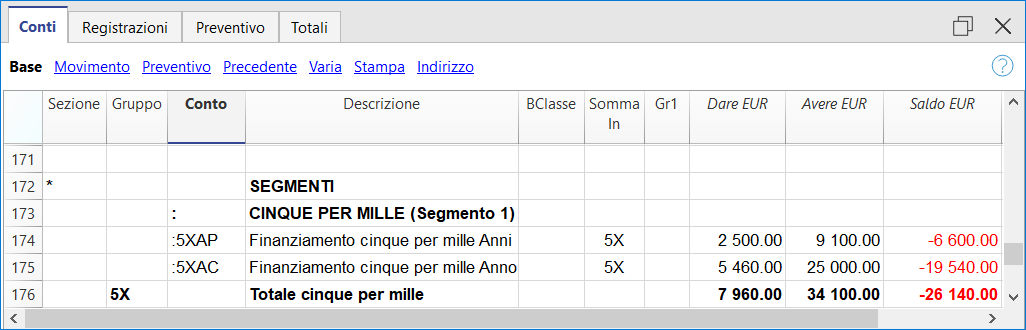 Conti Registrazioni Preventivo Totali
Base Movimento Preventivo Precedente Varia Stampa Indirizzo ?
Sezione Gruppo Conto Descrizione BClasse Somma In Gr1 Dare EUR Avere EUR Saldo EUR
171
172 * SEGMENTI
173 : CINQUE PER MILLE (Segmento 1)
174 :5XAP Finanziamento cinque per mille Anni 5X 2 500.00 9 100.00 -6 600.00
175 :5XAC Finanziamento cinque per mille Anno 5X 5 460.00 25 000.00 -19 540.00
176 5X Totale cinque per mille 7 960.00 34 100.00 -26 140.00